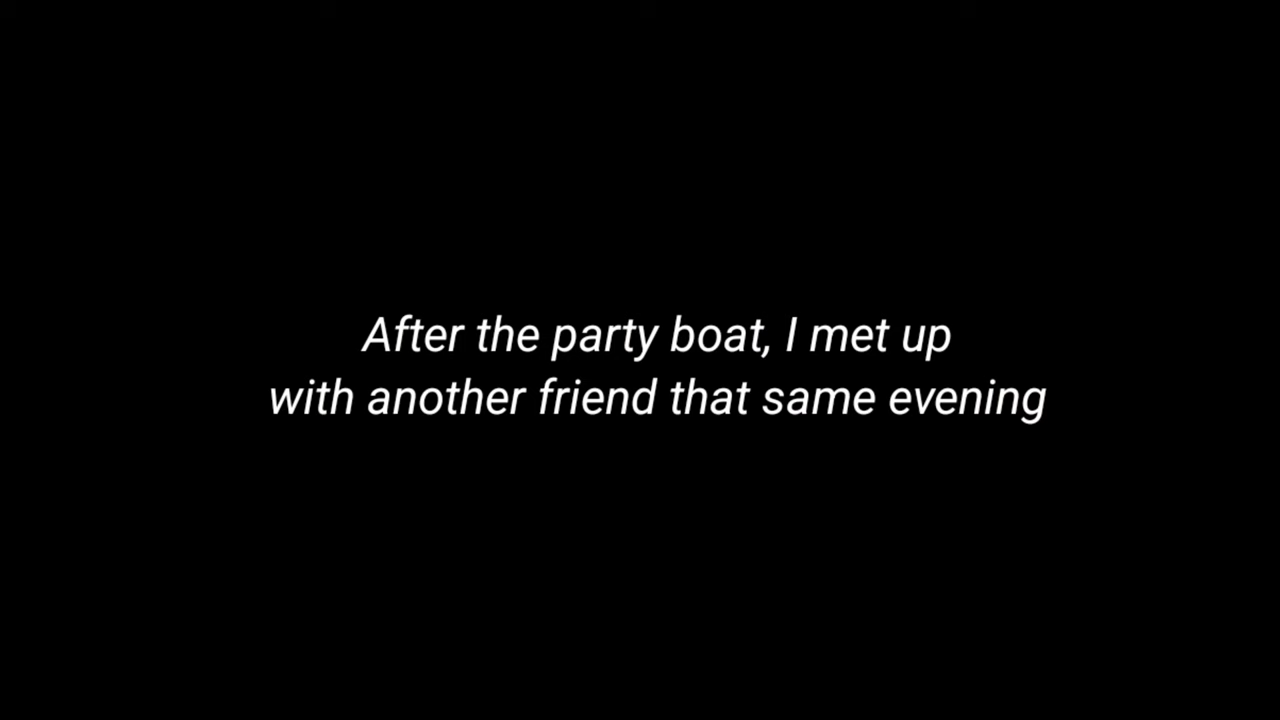 After the party boat, I met up
with another friend that same evening